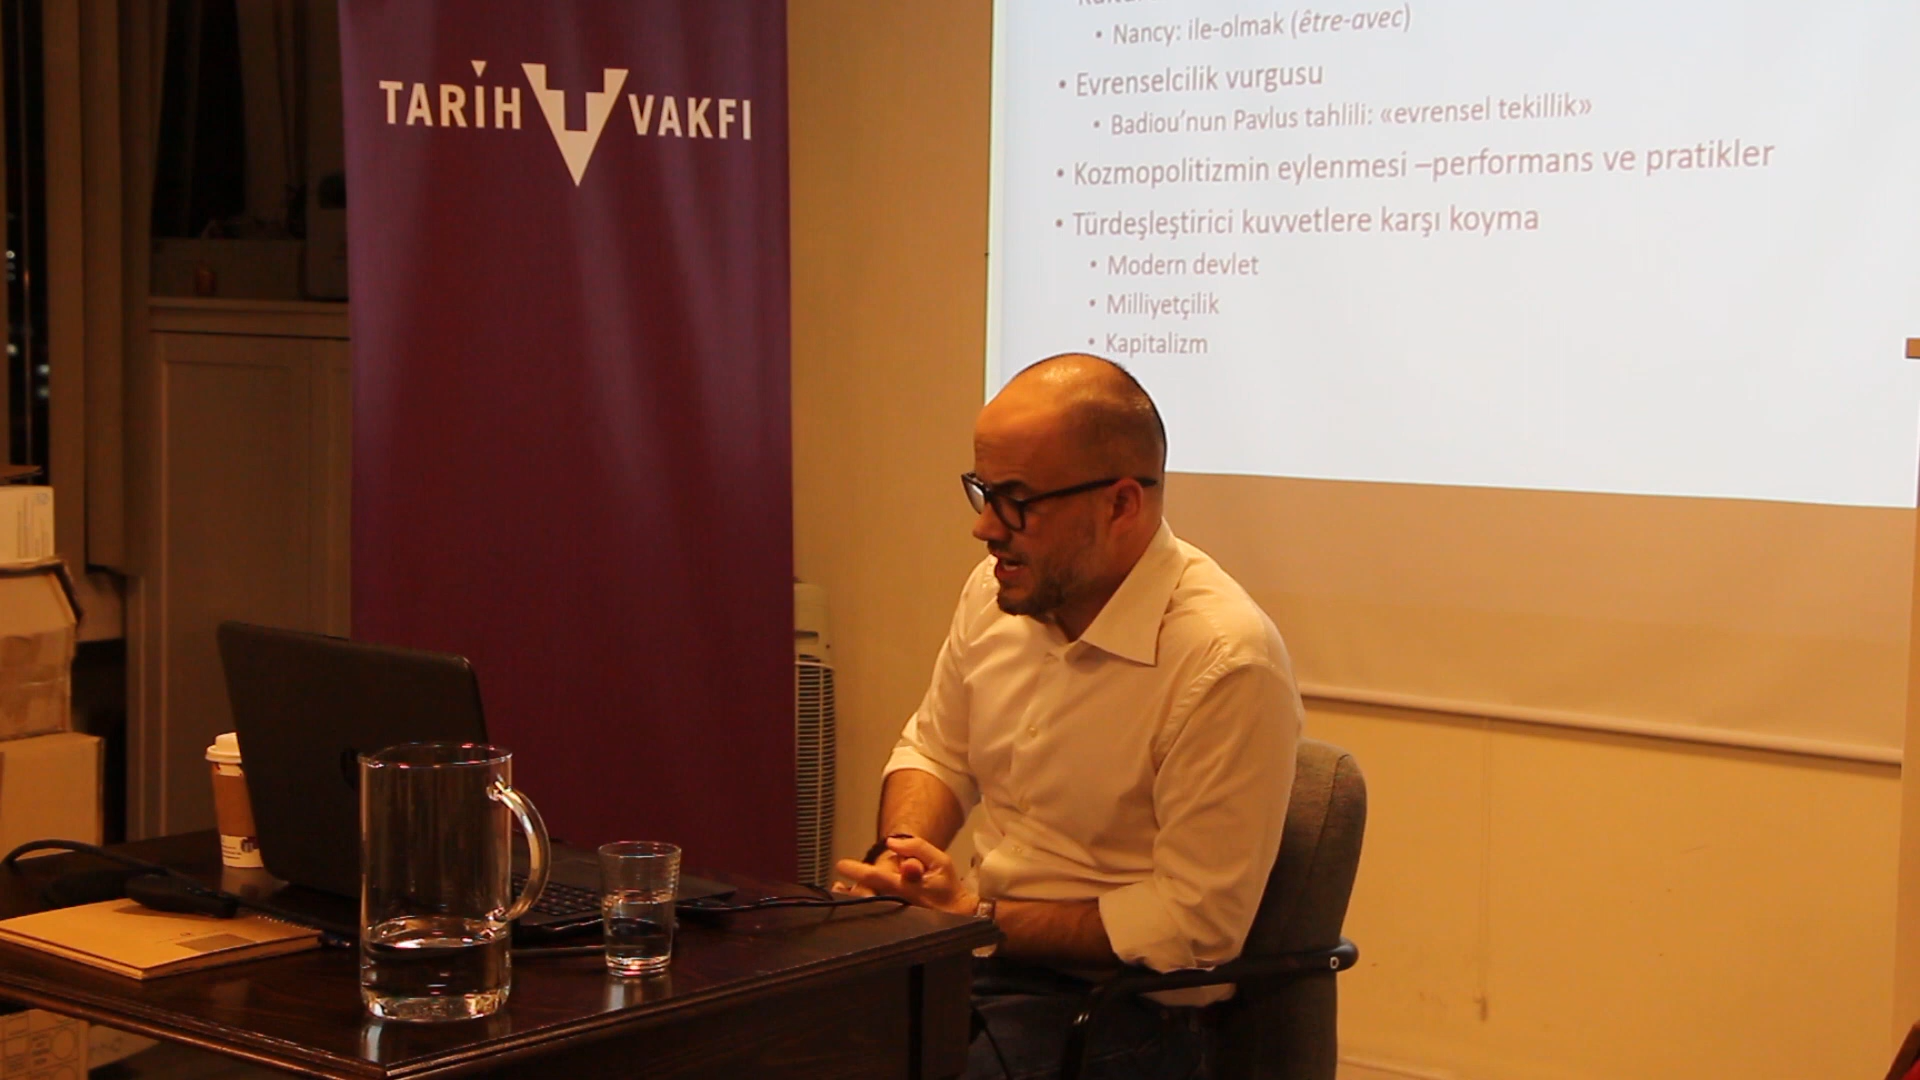 TARİH VAKFI
• Nancy: ile-olmak (être-avec)
• Evrenselcilik vurgusu
• Badiou’nun Pavlus tahlili: «evrensel tekillik»
• Kozmopolitizmin eylenmesi –performans ve pratikler
• Türdeşleştirici kuvvetlere karşı koyma
• Modern devlet
• Milliyetçilik
• Kapitalizm